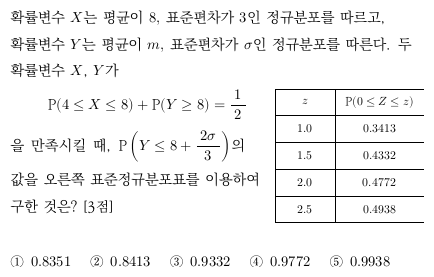 확률변수 X는 평균이 8, 표준편차가 3인 정규분포를 따르고,
확률변수 Y는 평균이 m, 표준편차가 σ인 정규분포를 따른다. 두
확률변수 X, Y가
P(4 ≤ X ≤ 8) + P(Y ≥ 8) = 1/2
을 만족시킬 때, P(Y ≤ 8 + 2σ/3)의
값을 오른쪽 표준정규분포표를 이용하여
구한 것은? [3점]
z P(0 ≤ Z ≤ z)
1.0 0.3413
1.5 0.4332
2.0 0.4772
2.5 0.4938
① 0.8351 ② 0.8413 ③ 0.9332 ④ 0.9772 ⑤ 0.9938